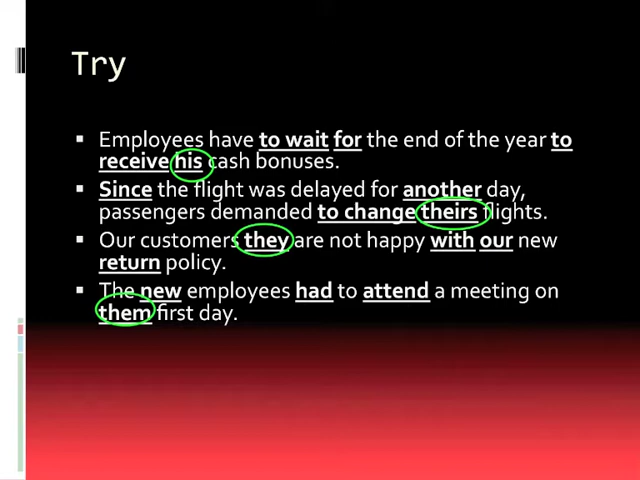 Try
Employees have to wait for the end of the year to
receive his cash bonuses.
Since the flight was delayed for another day,
passengers demanded to change theirs flights.
Our customers they are not happy with our new
return policy.
The new employees had to attend a meeting on
them first day.